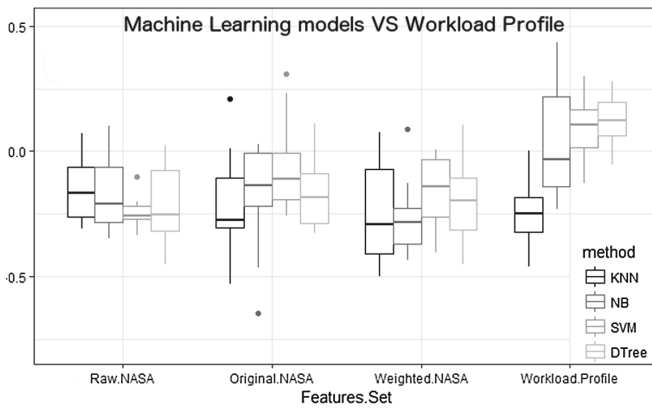 Machine Learning models VS Workload Profile
0.5
0.0
-0.5
method
KNN
NB
SVM
DTree
Raw.NASA Original.NASA Weighted.NASA Workload.Profile
Features.Set